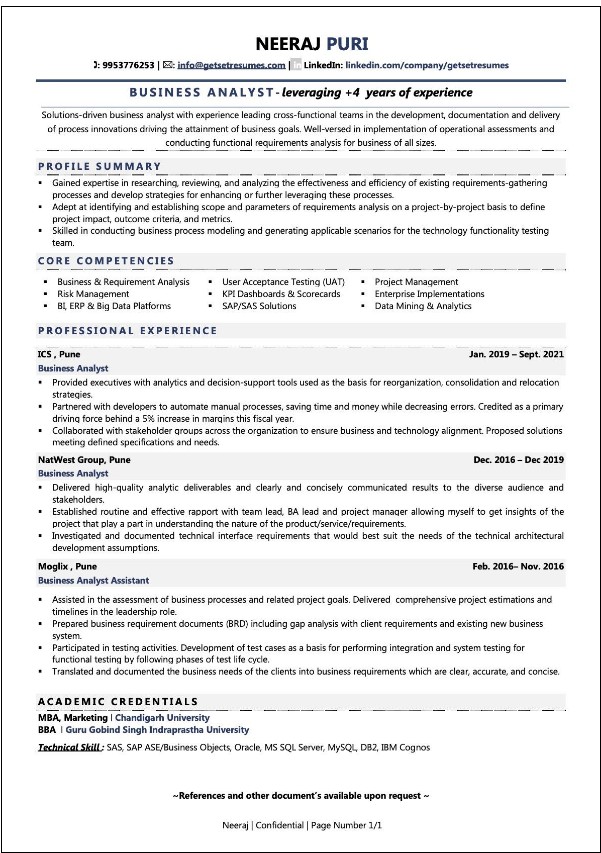 NEERAJ PURI
: 9953776253 | ✉: info@getsetresumes.com | in LinkedIn: linkedin.com/company/getsetresumes
BUSINESS ANALYST-leveraging +4 years of experience
Solutions-driven business analyst with experience leading cross-functional teams in the development, documentation and delivery
of process innovations driving the attainment of business goals. Well-versed in implementation of operational assessments and
conducting functional requirements analysis for business of all sizes.
PROFILE SUMMARY
▪ Gained expertise in researching, reviewing, and analyzing the effectiveness and efficiency of existing requirements-gathering
processes and develop strategies for enhancing or further leveraging these processes.
▪ Adept at identifying and establishing scope and parameters of requirements analysis on a project-by-project basis to define
project impact, outcome criteria, and metrics.
▪ Skilled in conducting business process modeling and generating applicable scenarios for the technology functionality testing
team.
CORE COMPETENCIES
▪ Business & Requirement Analysis ▪ User Acceptance Testing (UAT) ▪ Project Management
▪ Risk Management ▪ KPI Dashboards & Scorecards ▪ Enterprise Implementations
▪ BI, ERP & Big Data Platforms ▪ SAP/SAS Solutions ▪ Data Mining & Analytics
PROFESSIONAL EXPERIENCE
ICS , Pune Jan. 2019 – Sept. 2021
Business Analyst
▪ Provided executives with analytics and decision-support tools used as the basis for reorganization, consolidation and relocation
strategies.
▪ Partnered with developers to automate manual processes, saving time and money while decreasing errors. Credited as a primary
driving force behind a 5% increase in margins this fiscal year.
▪ Collaborated with stakeholder groups across the organization to ensure business and technology alignment. Proposed solutions
meeting defined specifications and needs.
NatWest Group, Pune Dec. 2016 – Dec 2019
Business Analyst
▪ Delivered high-quality analytic deliverables and clearly and concisely communicated results to the diverse audience and
stakeholders.
▪ Established routine and effective rapport with team lead, BA lead and project manager allowing myself to get insights of the
project that play a part in understanding the nature of the product/service/requirements.
▪ Investigated and documented technical interface requirements that would best suit the needs of the technical architectural
development assumptions.
Moglix , Pune Feb. 2016– Nov. 2016
Business Analyst Assistant
▪ Assisted in the assessment of business processes and related project goals. Delivered comprehensive project estimations and
timelines in the leadership role.
▪ Prepared business requirement documents (BRD) including gap analysis with client requirements and existing new business
system.
▪ Participated in testing activities. Development of test cases as a basis for performing integration and system testing for
functional testing by following phases of test life cycle.
▪ Translated and documented the business needs of the clients into business requirements which are clear, accurate, and concise.
ACADEMIC CREDENTIALS
MBA, Marketing | Chandigarh University
BBA | Guru Gobind Singh Indraprastha University
Technical Skill : SAS, SAP ASE/Business Objects, Oracle, MS SQL Server, MySQL, DB2, IBM Cognos
~References and other document’s available upon request ~
Neeraj | Confidential | Page Number 1/1